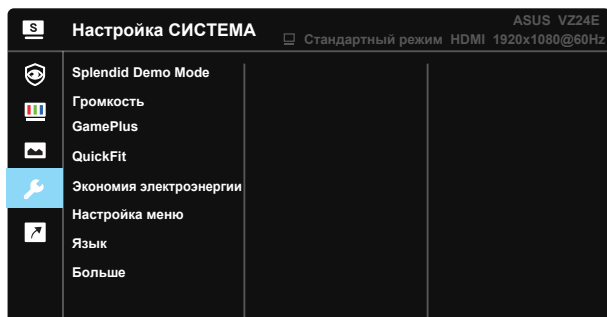 S
Настройка СИСТЕМА
ASUS VZ24E
Стандартный режим HDMI 1920x1080@60Hz
Splendid Demo Mode
Громкость
GamePlus
QuickFit
Экономия электроэнергии
Настройка меню
Язык
Больше